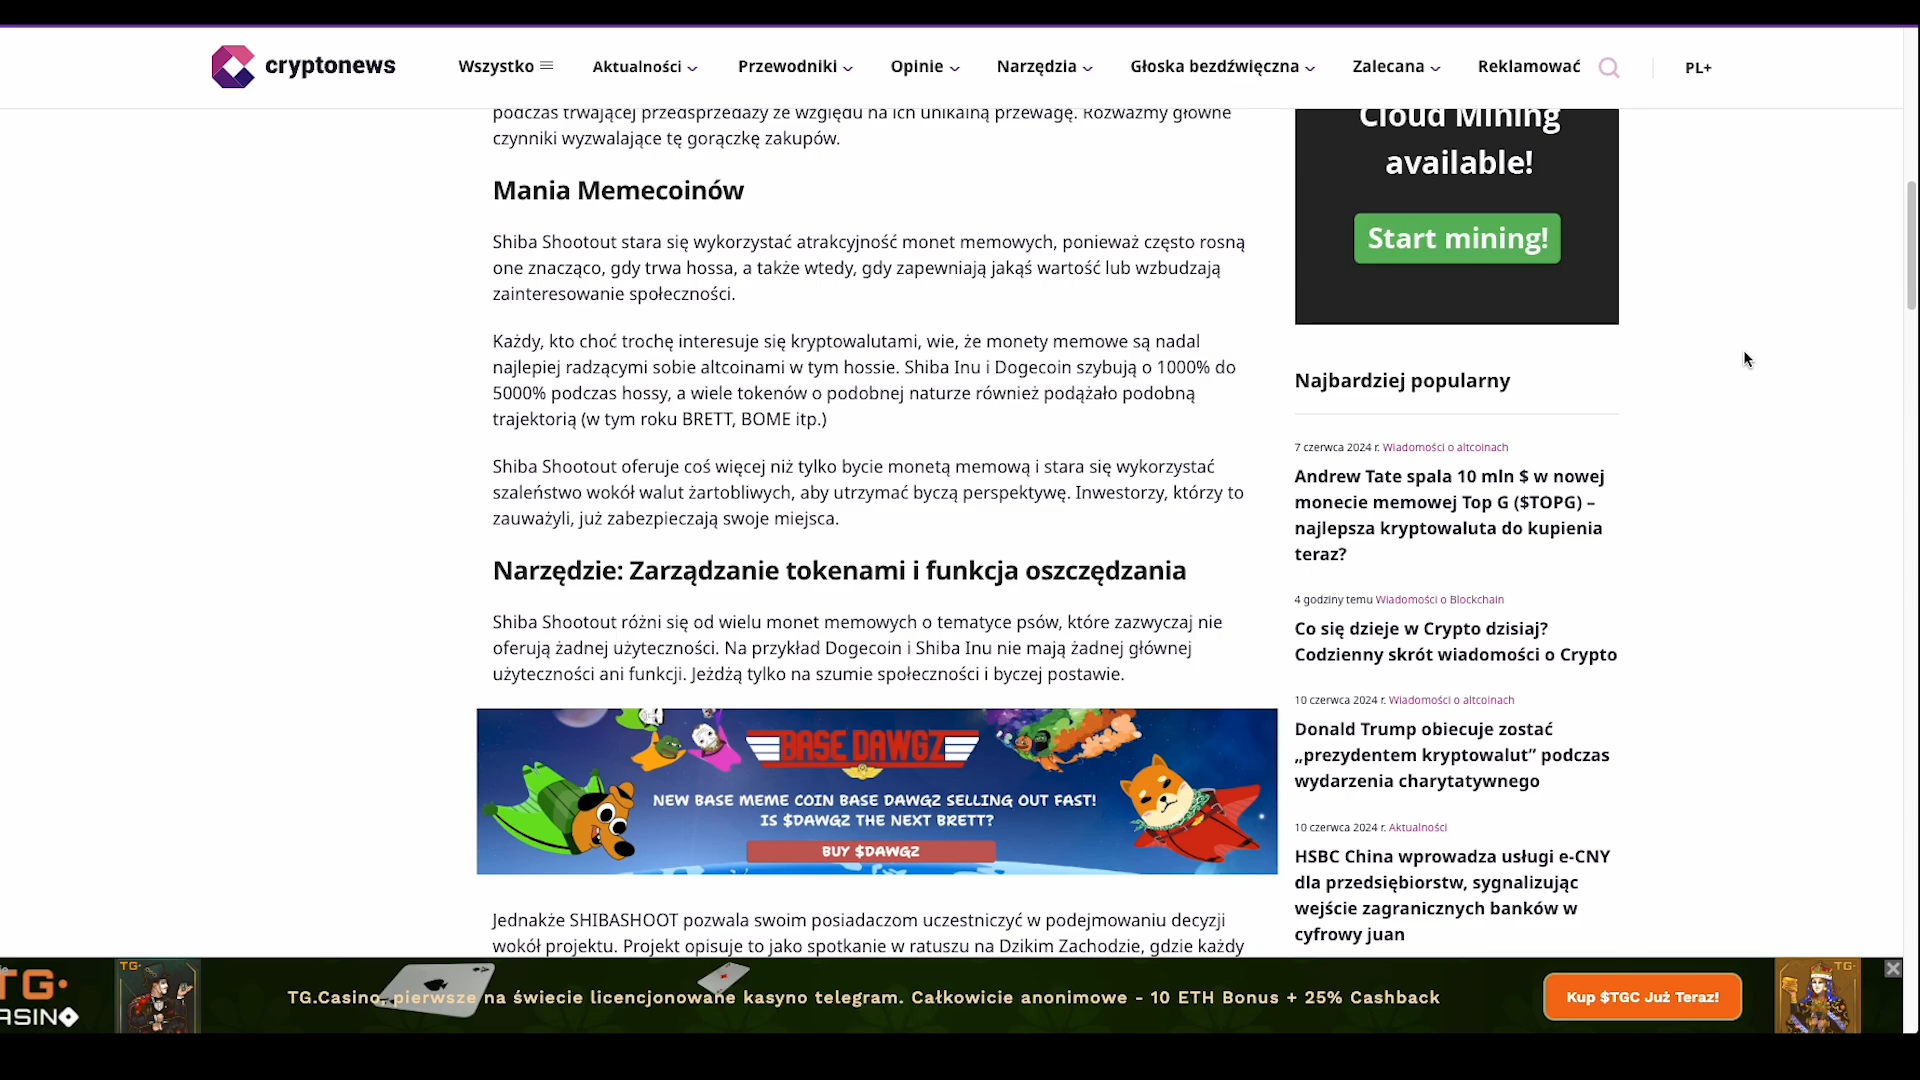 cryptonews
Wszystko
Aktualności
Przewodniki
Opinie
Narzędzia
Głoska bezdźwięczna
Zalecana
Reklamować
PL+
podczas trwającej przedsprzedaży ze względu na ich unikalną przewagę. Rozważmy główne
czynniki wyzwalające tę gorączkę zakupów.
Mania Memecoinów
Shiba Shootout stara się wykorzystać atrakcyjność monet memowych, ponieważ często rosną
one znacząco, gdy trwa hossa, a także wtedy, gdy zapewniają jakąś wartość lub wzbudzają
zainteresowanie społeczności.
Każdy, kto choć trochę interesuje się kryptowalutami, wie, że monety memowe są nadal
najlepiej radzącymi sobie altcoinami w tym hossie. Shiba Inu i Dogecoin szybują o 1000% do
5000% podczas hossy, a wiele tokenów o podobnej naturze również podążało podobną
trajektorią (w tym roku BRETT, BOME itp.)
Shiba Shootout oferuje coś więcej niż tylko bycie monetą memową i stara się wykorzystać
szaleństwo wokół walut żartobliwych, aby utrzymać byczą perspektywę. Inwestorzy, którzy to
zauważyli, już zabezpieczają swoje miejsca.
Narzędzie: Zarządzanie tokenami i funkcja oszczędzania
Shiba Shootout różni się od wielu monet memowych o tematyce psów, które zazwyczaj nie
oferują żadnej użyteczności. Na przykład Dogecoin i Shiba Inu nie mają żadnej głównej
użyteczności ani funkcji. Jeżdżą tylko na szumie społeczności i byczej postawie.
BASE DAWGZ
NEW BASE MEME COIN BASE DAWGZ SELLING OUT FAST!
IS $DAWGZ THE NEXT BRETT?
BUY $DAWGZ
Jednakże SHIBASHOOT pozwala swoim posiadaczom uczestniczyć w podejmowaniu decyzji
wokół projektu. Projekt opisuje to jako spotkanie w ratuszu na Dzikim Zachodzie, gdzie każdy
Cloud Mining
available!
Start mining!
Najbardziej popularny
7 czerwca 2024 r. Wiadomości o altcoinach
Andrew Tate spala 10 mln $ w nowej
monecie memowej Top G ($TOPG) –
najlepsza kryptowaluta do kupienia
teraz?
4 godziny temu Wiadomości o Blockchain
Co się dzieje w Crypto dzisiaj?
Codzienny skrót wiadomości o Crypto
10 czerwca 2024 r. Wiadomości o altcoinach
Donald Trump obiecuje zostać
„prezydentem kryptowalut” podczas
wydarzenia charytatywnego
10 czerwca 2024 r. Aktualności
HSBC China wprowadza usługi e-CNY
dla przedsiębiorstw, sygnalizując
wejście zagranicznych banków w
cyfrowy juan
TG.
ASINO
TG.
TG.Casino, pierwsze na świecie licencjonowane kasyno telegram. Całkowicie anonimowe - 10 ETH Bonus + 25% Cashback
Kup $TGC Już Teraz!
TG.